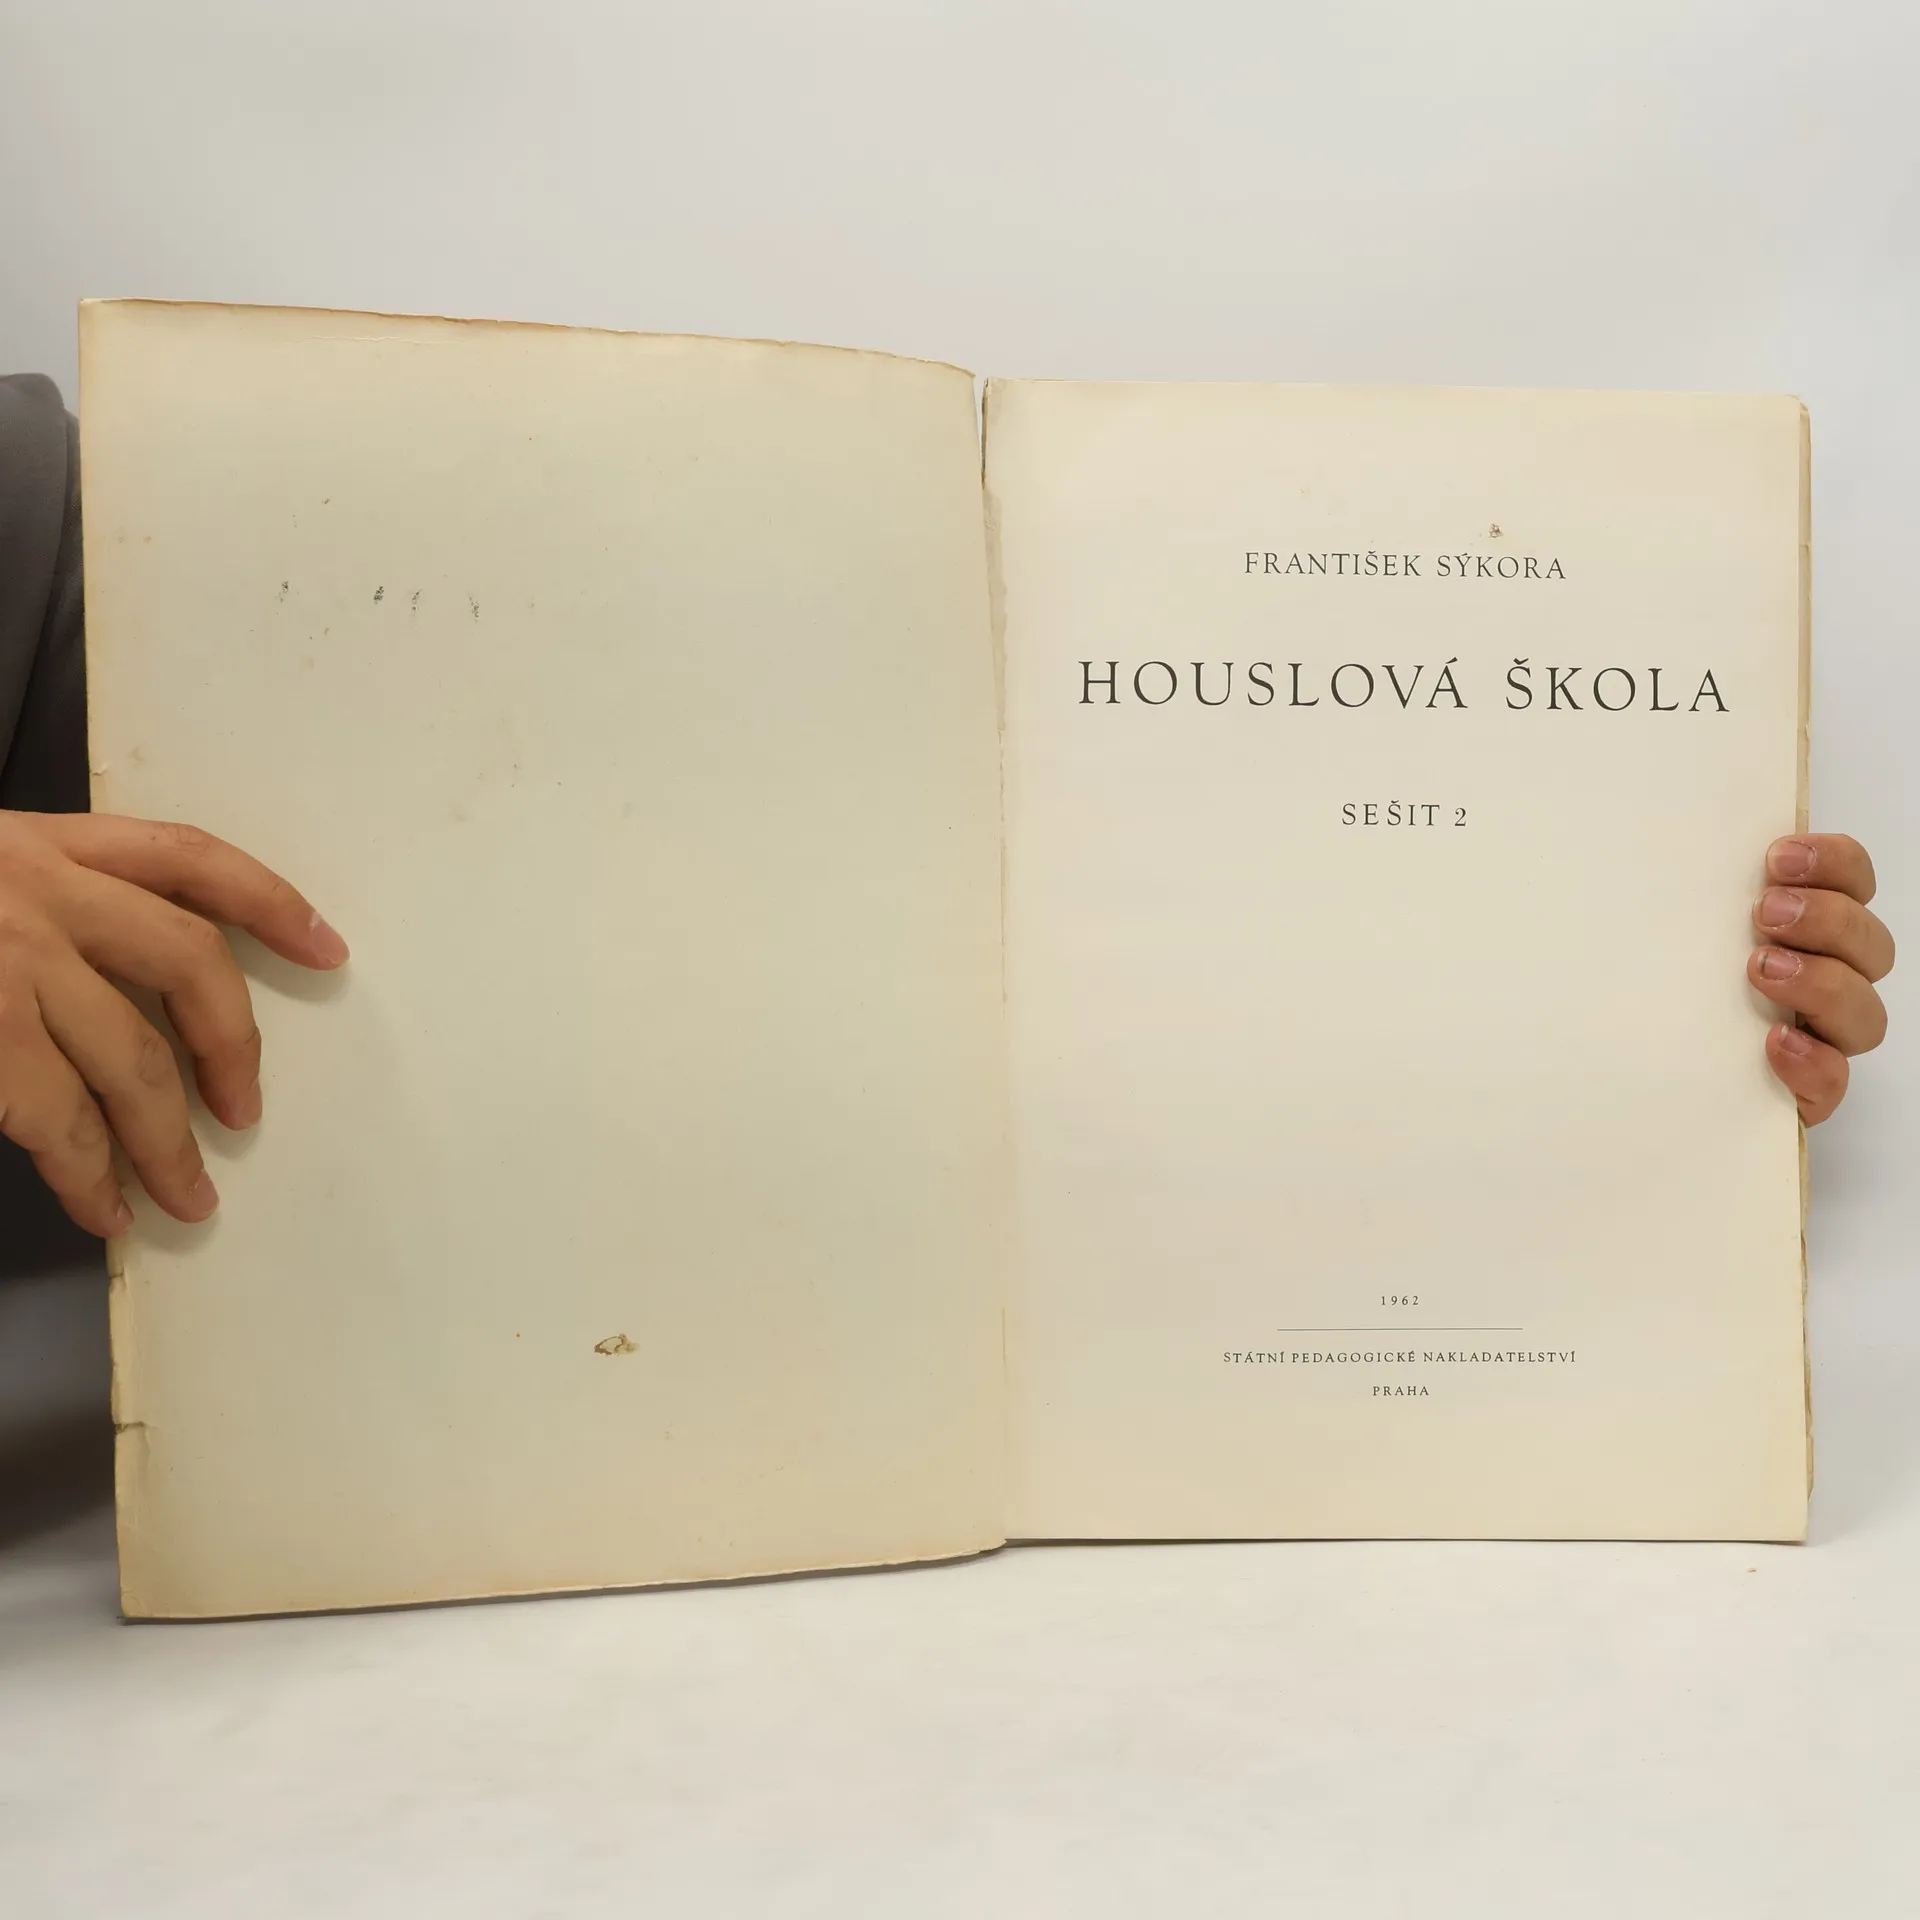 FRANTIŠEK SÝKORA
HOUSLOVÁ ŠKOLA
SEŠIT 2
1962
STÁTNÍ PEDAGOGICKÉ NAKLADATELSTVÍ
PRAHA